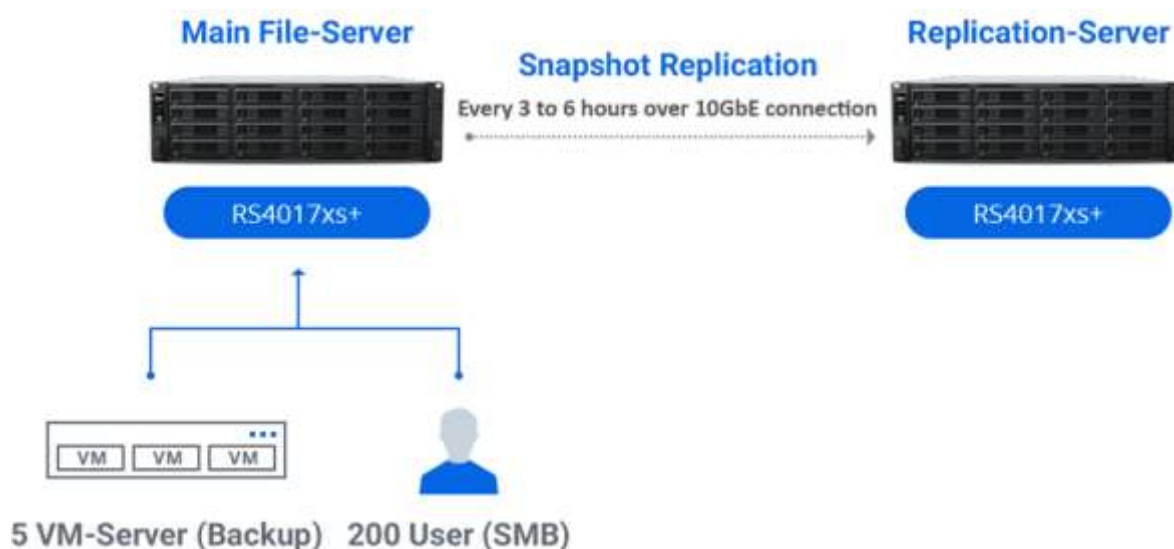 Main File-Server
Replication-Server
Snapshot Replication
Every 3 to 6 hours over 10GbE connection
RS4017xs+
RS4017xs+
VM
VM
VM
5 VM-Server (Backup)
200 User (SMB)